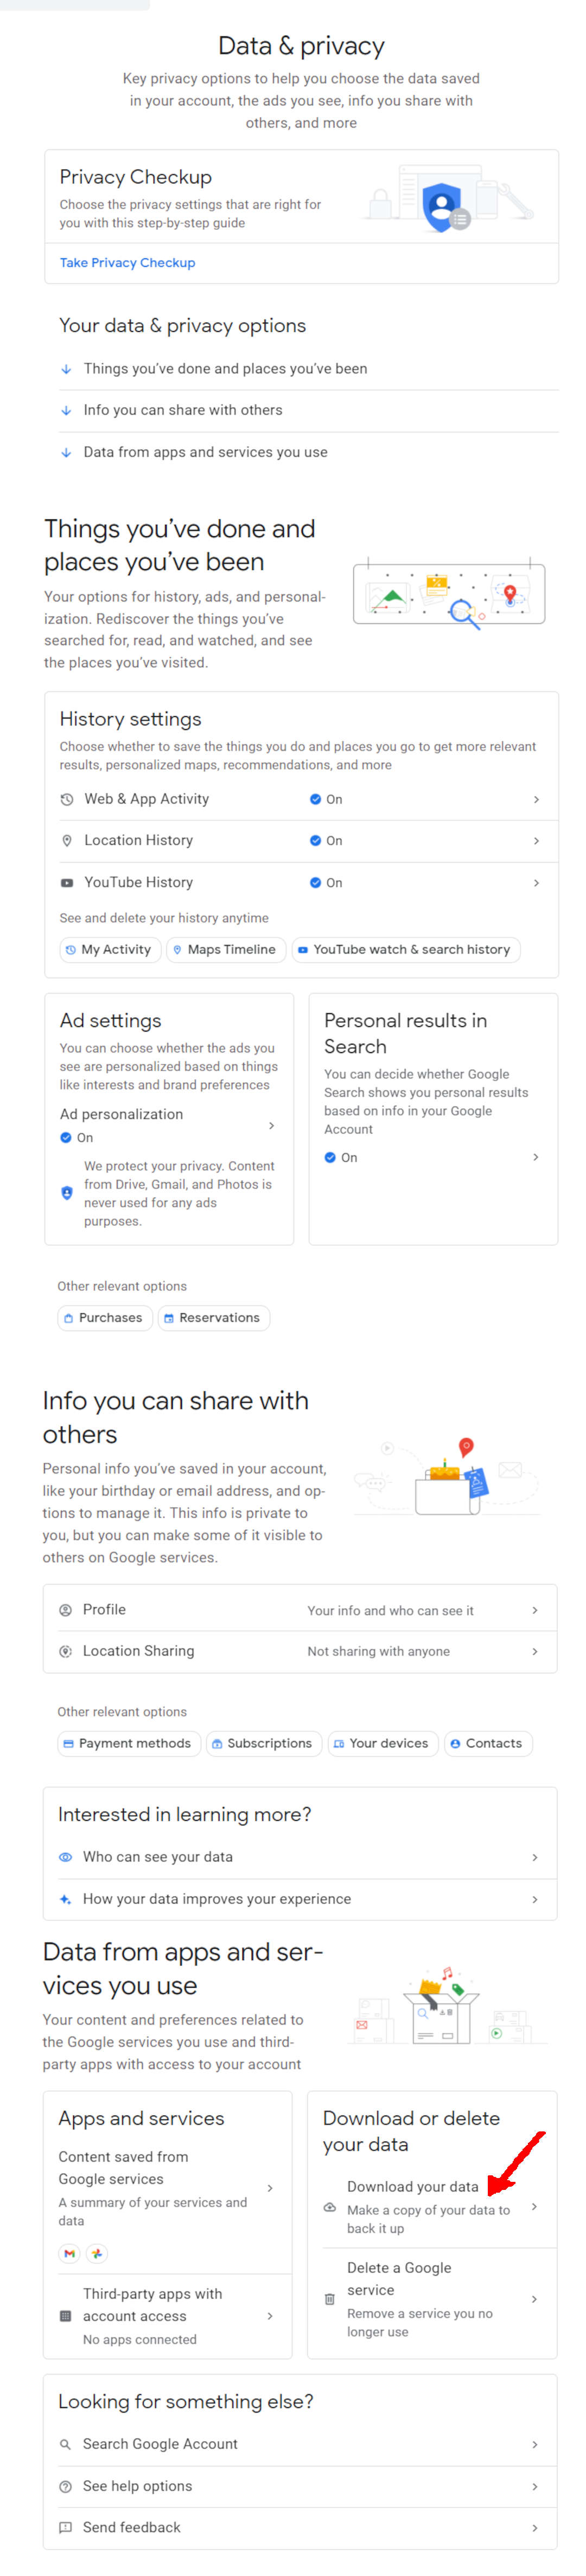 Data & privacy
Key privacy options to help you choose the data saved
in your account, the ads you see, info you share with
others, and more
Privacy Checkup
Choose the privacy settings that are right for
you with this step-by-step guide
Take Privacy Checkup
Your data & privacy options
Things you've done and places you've been
Info you can share with others
Data from apps and services you use
Things you've done and
places you've been
Your options for history, ads, and personal-
ization. Rediscover the things you've
searched for, read, and watched, and see
the places you've visited.
History settings
Choose whether to save the things you do and places you go to get more relevant
results, personalized maps, recommendations, and more
Web & App Activity On
Location History On
YouTube History On
See and delete your history anytime
My Activity Maps Timeline YouTube watch & search history
Ad settings
You can choose whether the ads you
see are personalized based on things
like interests and brand preferences
Ad personalization
On
We protect your privacy. Content
from Drive, Gmail, and Photos is
never used for any ads
purposes.
Personal results in
Search
You can decide whether Google
Search shows you personal results
based on info in your Google
Account
On
Other relevant options
Purchases Reservations
Info you can share with
others
Personal info you've saved in your account,
like your birthday or email address, and op-
tions to manage it. This info is private to
you, but you can make some of it visible to
others on Google services.
Profile Your info and who can see it
Location Sharing Not sharing with anyone
Other relevant options
Payment methods Subscriptions Your devices Contacts
Interested in learning more?
Who can see your data
How your data improves your experience
Data from apps and ser-
vices you use
Your content and preferences related to
the Google services you use and third-
party apps with access to your account
Apps and services
Content saved from
Google services
A summary of your services and
data
Third-party apps with
account access
No apps connected
Download or delete
your data
Download your data
Make a copy of your data to
back it up
Delete a Google
service
Remove a service you no
longer use
Looking for something else?
Search Google Account
See help options
Send feedback